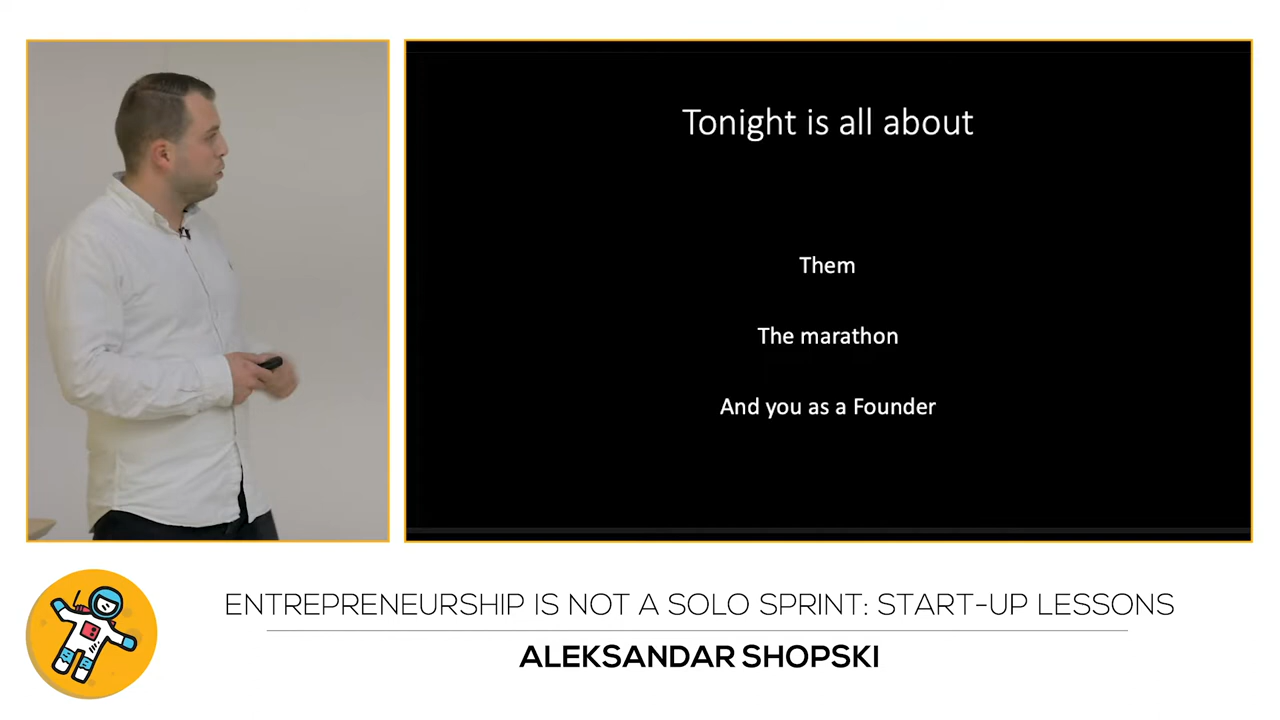 Tonight is all about
Them
The marathon
And you as a Founder
ENTREPRENEURSHIP IS NOT A SOLO SPRINT: START-UP LESSONS
ALEKSANDAR SHOPSKI